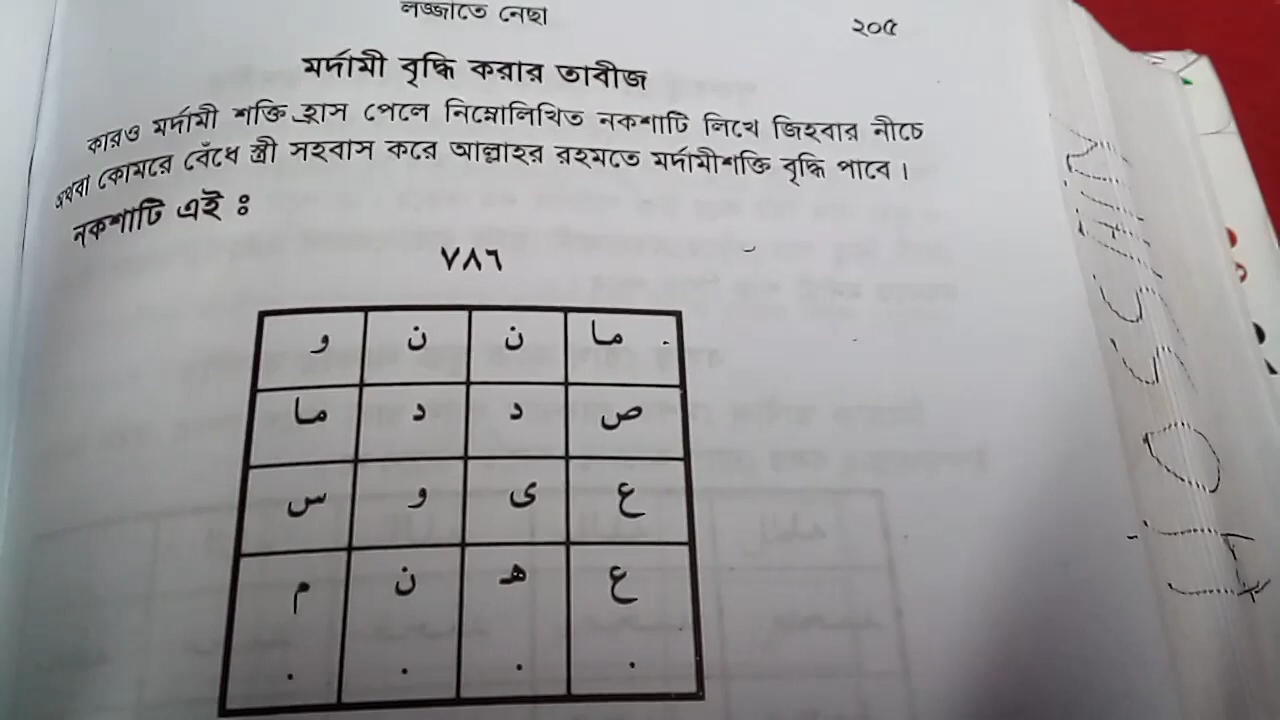 লজ্জাতে নেছা ২০৫
মর্দামী বৃদ্ধি করার তাবীজ
কারও মর্দামী শক্তি হ্রাস পেলে নিম্নোলিখিত নকশাটি লিখে জিহবার নীচে
অথবা কোমরে বেঁধে স্ত্রী সহবাস করে আল্লাহর রহমতে মর্দামীশক্তি বৃদ্ধি পাবে।
নকশাটি এই ঃ
٧٨٦
ما ن ن و
ص د د ما
ع ى و س
ع ه ن م